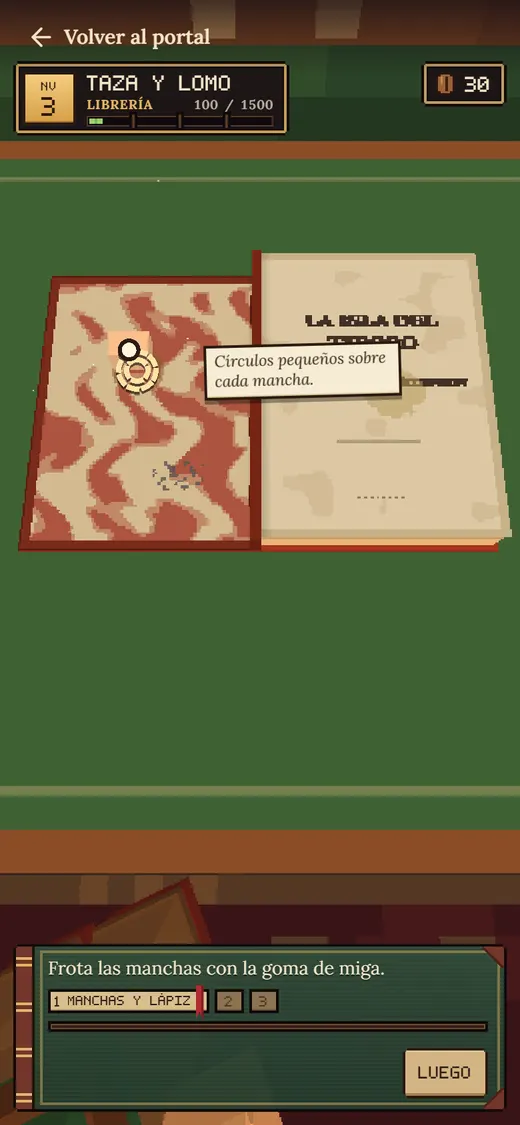 Volver al portal
NV
3
TAZA Y LOMO
LIBRERÍA
100 / 1500
30
LA ISLA DEL
Círculos pequeños sobre
cada mancha.
Frota las manchas con la goma de miga.
1 MANCHAS Y LÁPIZ
2
3
LUEGO